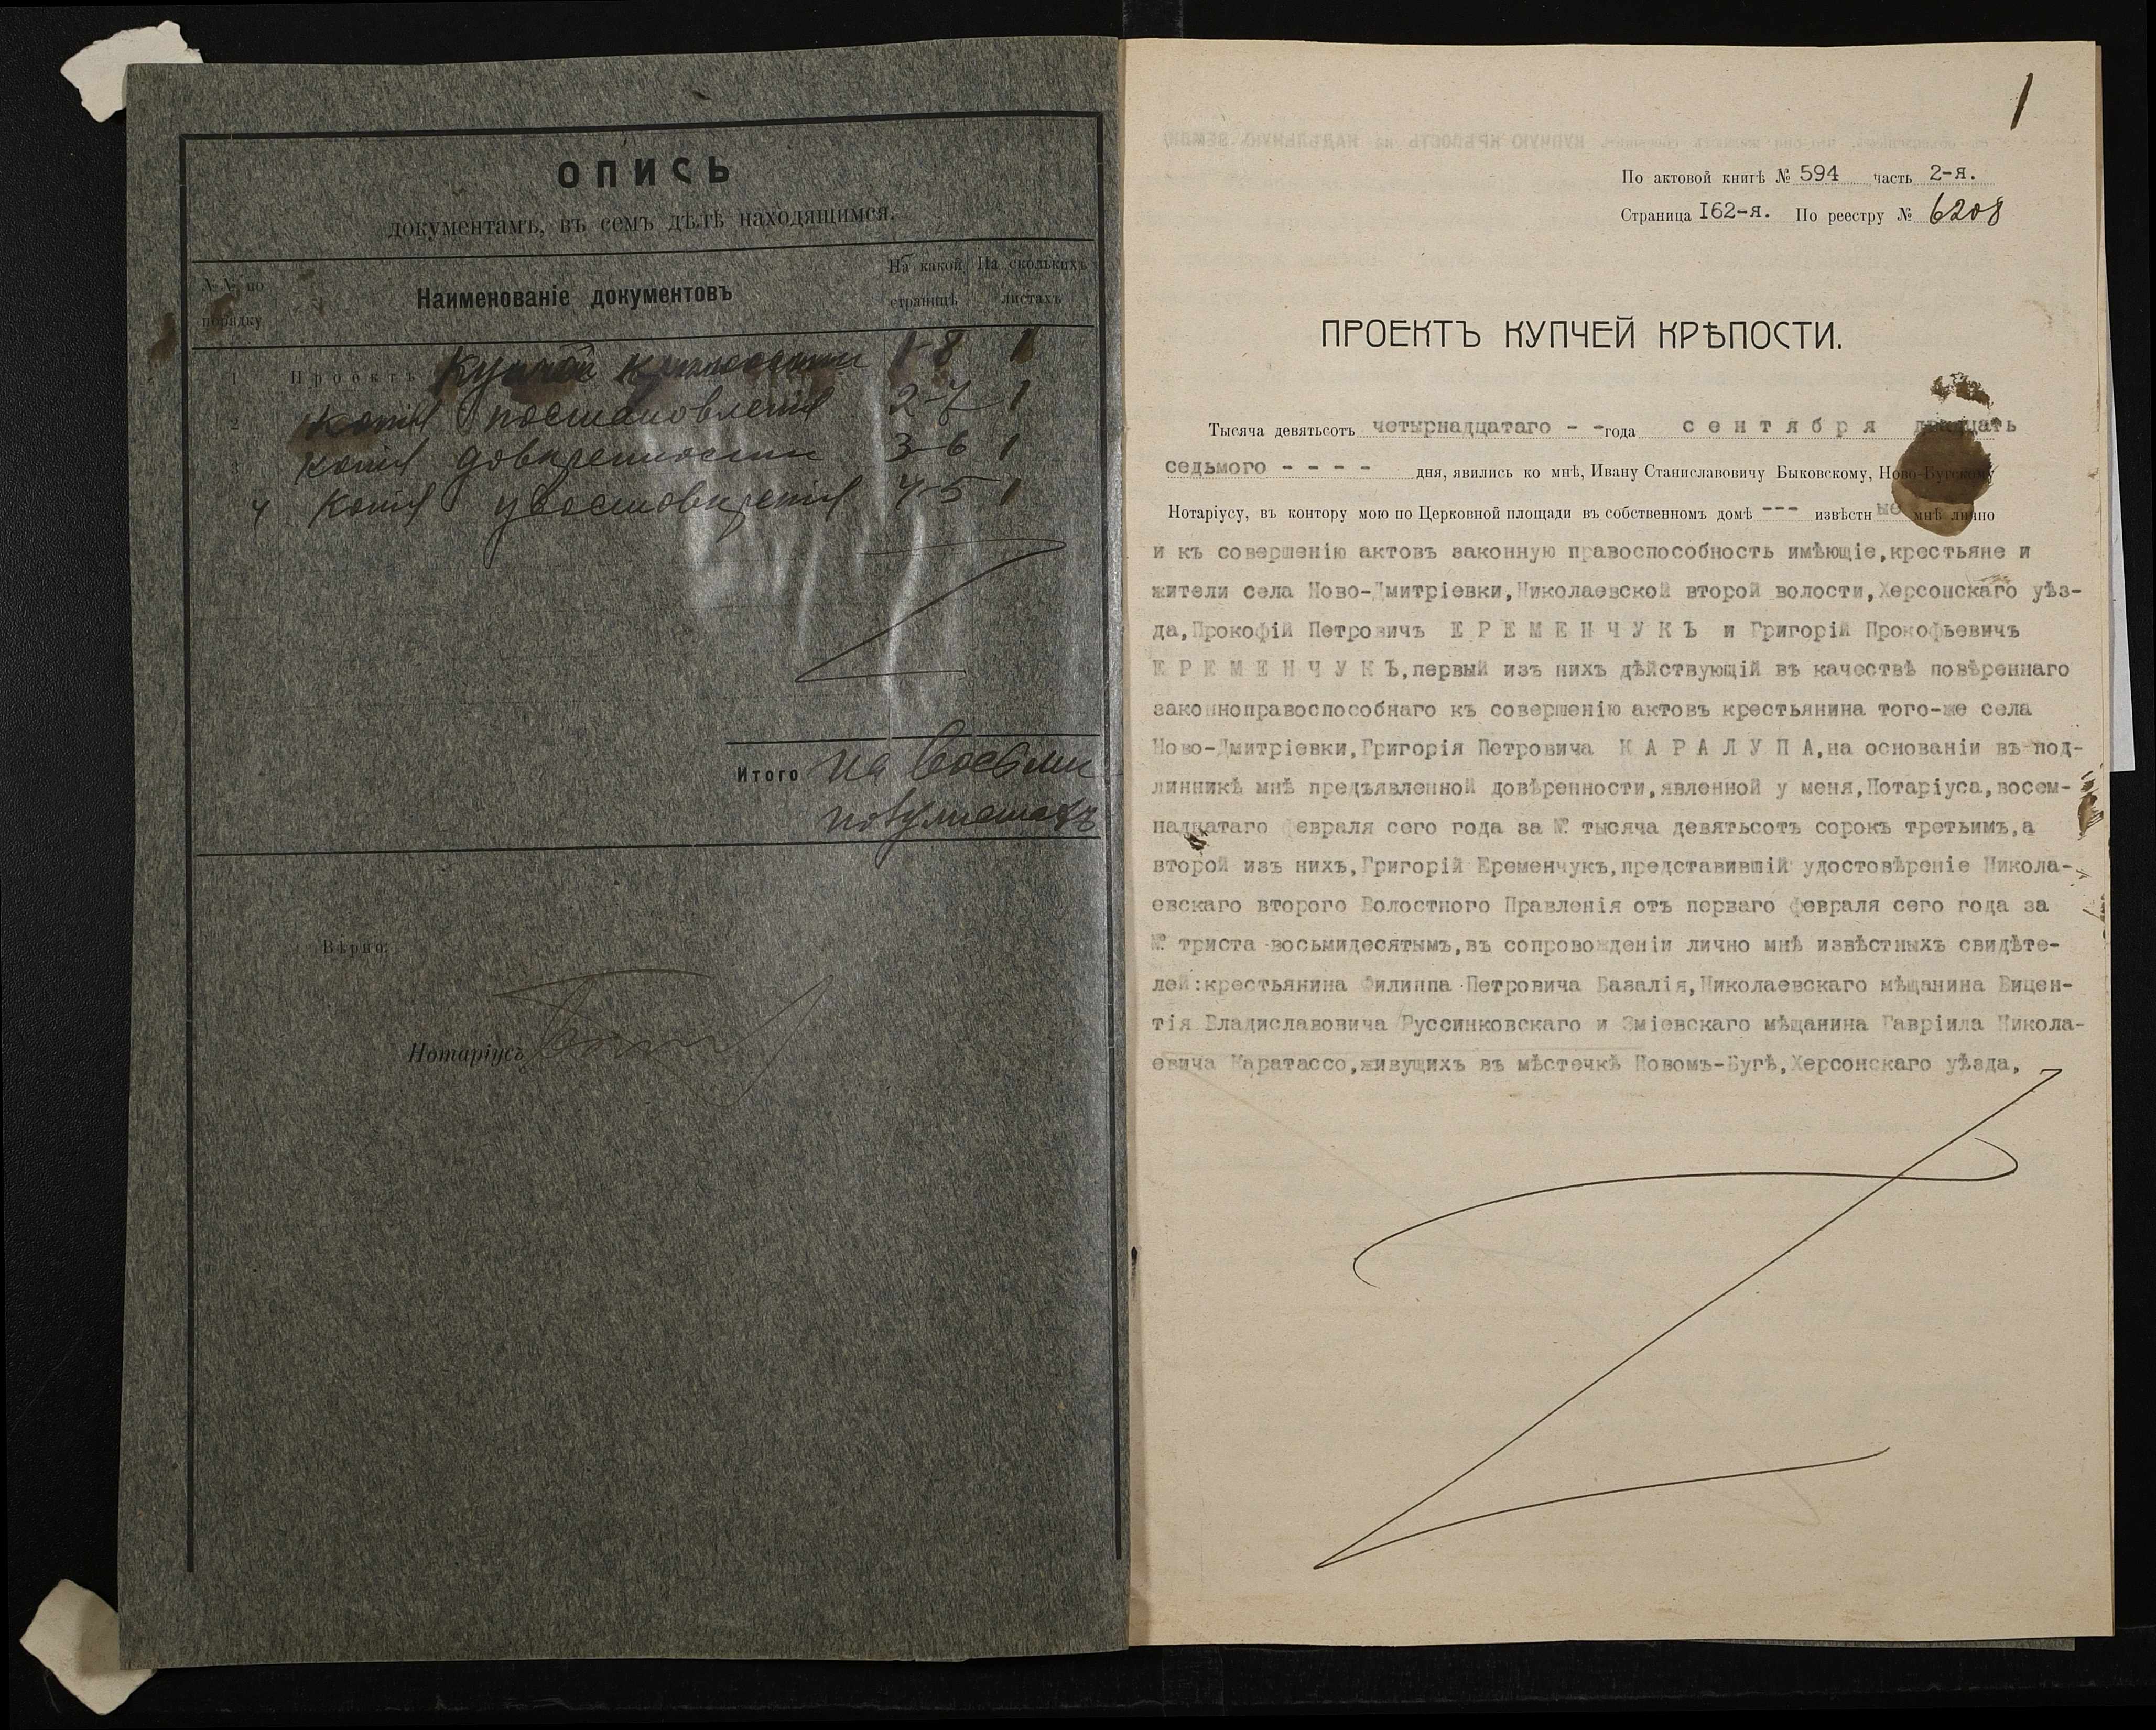 ОПИСЬ
документамъ, въ семъ дѣлѣ находящимся.
№№ по порядку
Наименованіе документовъ
На какой страницѣ
На сколькихъ листахъ
1 Проектъ Купчей Крѣпости 1-8 1
2 Копія постановленія 2-7 1
3 Копія довѣренности 3-6 1
4 Копія удостовѣренія 4-5 1
Итого на восьми
полулистахъ
Вѣрно:
Нотаріусъ
1
По актовой книгѣ № 594 часть 2-я.
Страница I62-я. По реестру № 6208
ПРОЕКТЪ КУПЧЕЙ КРѢПОСТИ.
Тысяча девятьсотъ четырнадцатаго - - года сентября двадцать
седьмого - - - - дня, явились ко мнѣ, Ивану Станиславовичу Быковскому, Ново-Бугскому
Нотаріусу, въ контору мою по Церковной площади въ собственномъ домѣ --- извѣстные мнѣ лично
и къ совершенію актовъ законную правоспособность имѣющіе,крестьяне и
жители села Ново-Дмитріевки,Николаевской второй волости,Херсонскаго уѣз-
да,Прокофій Петровичъ Е Р Е М Е Н Ч У К Ъ и Григорій Прокофьевичъ
Е Р Е М Е Н Ч У К Ъ,первый изъ нихъ дѣйствующій въ качествѣ повѣреннаго
законноправоспособнаго къ совершенію актовъ крестьянина того-же села
Ново-Дмитріевки,Григорія Петровича К А Р А Л У П А,на основаніи въ под-
линникѣ мнѣ предъявленной довѣренности,явленной у меня,Нотаріуса,восем-
надцатаго февраля сего года за № тысяча девятьсотъ сорокъ третьимъ,а
второй изъ нихъ,Григорій Еременчукъ,представившій удостовѣреніе Никола-
евскаго второго Волостного Правленія отъ перваго февраля сего года за
№ триста восьмидесятымъ,въ сопровожденіи лично мнѣ извѣстныхъ свидѣте-
лей:крестьянина Филиппа Петровича Базалія,Николаевскаго мѣщанина Вицен-
тія Владиславовича Руссинковскаго и Зміевскаго мѣщанина Гавріила Никола-
евича Каратассо,живущихъ въ мѣстечкѣ Новомъ-Бугѣ,Херсонскаго уѣзда,